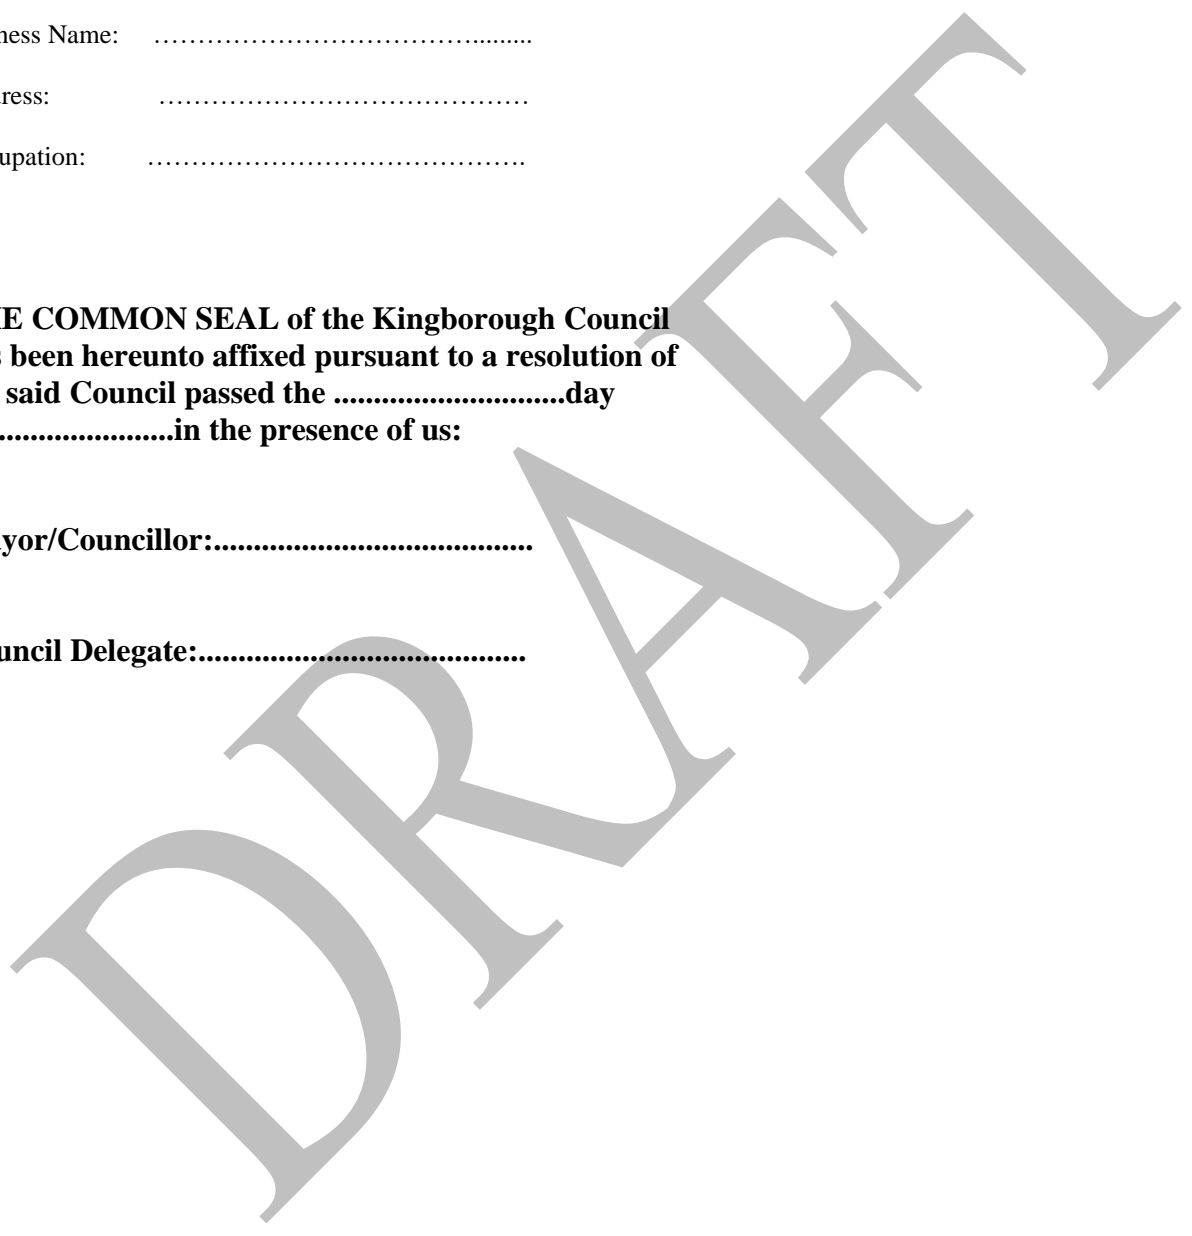 ness Name: ……………………………….........
ress: ……………………………………
upation: …………………………………….
E COMMON SEAL of the Kingborough Council
s been hereunto affixed pursuant to a resolution of
said Council passed the .............................day
......................in the presence of us:
yor/Councillor:........................................
uncil Delegate:.........................................
DRAFT